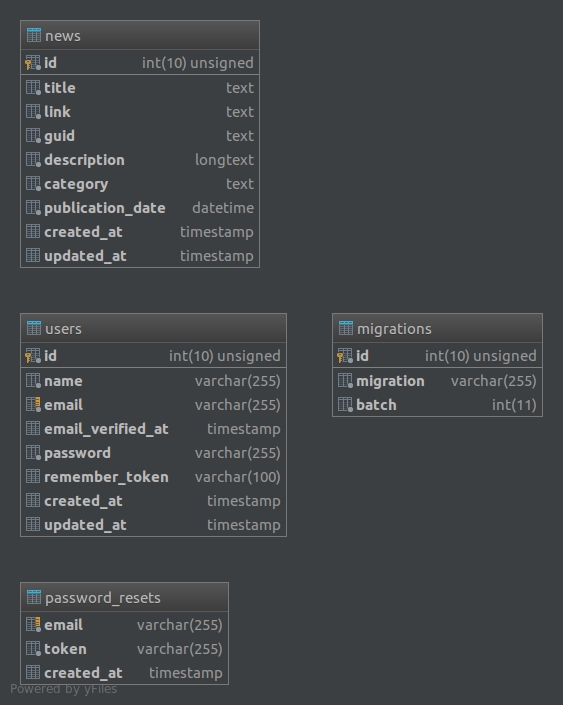 news
id int(10) unsigned
title text
link text
guid text
description longtext
category text
publication_date datetime
created_at timestamp
updated_at timestamp
users
id int(10) unsigned
name varchar(255)
email varchar(255)
email_verified_at timestamp
password varchar(255)
remember_token varchar(100)
created_at timestamp
updated_at timestamp
migrations
id int(10) unsigned
migration varchar(255)
batch int(11)
password_resets
email varchar(255)
token varchar(255)
created_at timestamp
Powered by yFiles